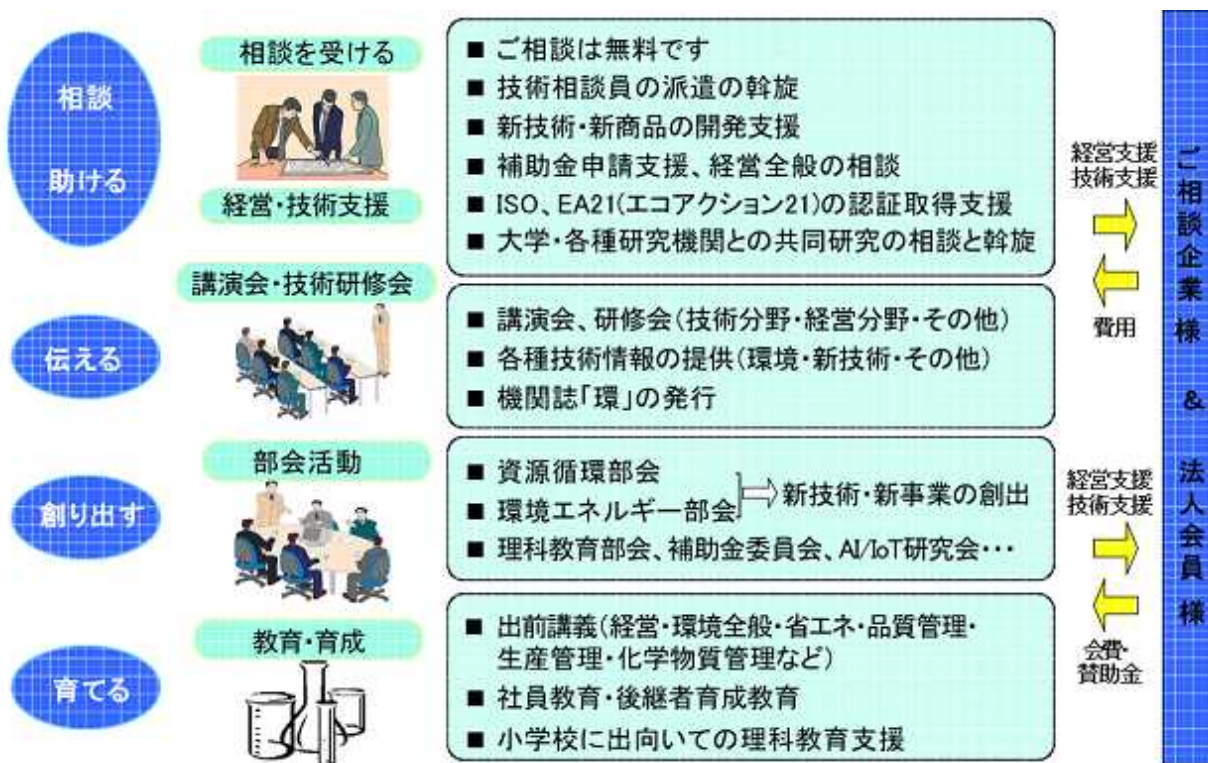 相談
助ける
相談を受ける
経営・技術支援
■ ご相談は無料です
■ 技術相談員の派遣の斡旋
■ 新技術・新商品の開発支援
■ 補助金申請支援、経営全般の相談
■ ISO、EA21(エコアクション21)の認証取得支援
■ 大学・各種研究機関との共同研究の相談と斡旋
伝える
講演会・技術研修会
■ 講演会、研修会(技術分野・経営分野・その他)
■ 各種技術情報の提供(環境・新技術・その他)
■ 機関誌「環」の発行
創り出す
部会活動
■ 資源循環部会
■ 環境エネルギー部会
新技術・新事業の創出
■ 理科教育部会、補助金委員会、AI/IoT研究会・・・
育てる
教育・育成
■ 出前講義(経営・環境全般・省エネ・品質管理・
生産管理・化学物質管理など)
■ 社員教育・後継者育成教育
■ 小学校に出向いての理科教育支援
経営支援
技術支援
費用
経営支援
技術支援
会費・
賛助金
ご相談企業様 & 法人会員様